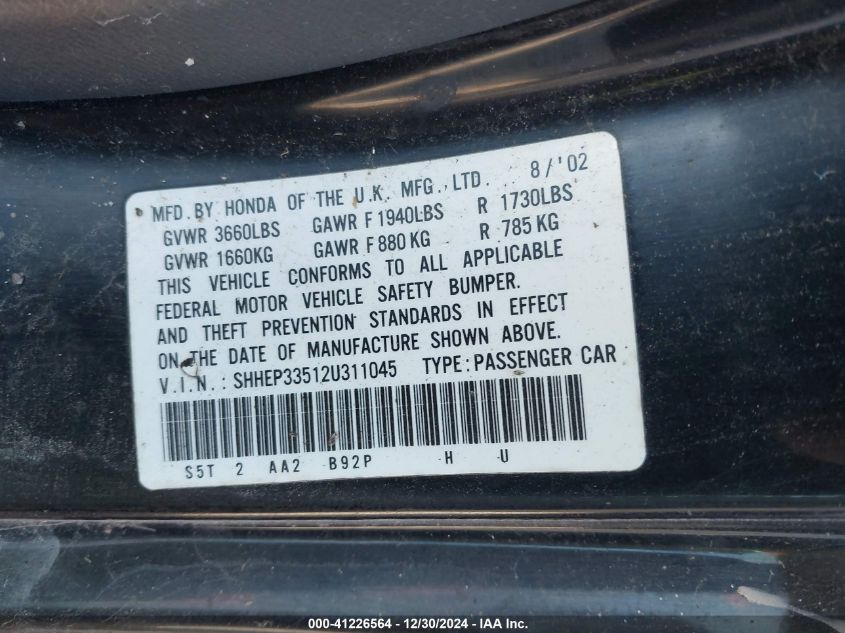 MFD. BY HONDA OF THE U.K. MFG., LTD. 8/'02
GVWR 3660LBS GAWR F 1940LBS R 1730LBS
GVWR 1660KG GAWR F 880 KG R 785 KG
THIS VEHICLE CONFORMS TO ALL APPLICABLE
FEDERAL MOTOR VEHICLE SAFETY BUMPER.
AND THEFT PREVENTION STANDARDS IN EFFECT
ON THE DATE OF MANUFACTURE SHOWN ABOVE.
V.I.N.: SHHEP33512U311045 TYPE: PASSENGER CAR
S5T 2 AA2 B92P H U
000-41226564 - 12/30/2024 - IAA Inc.